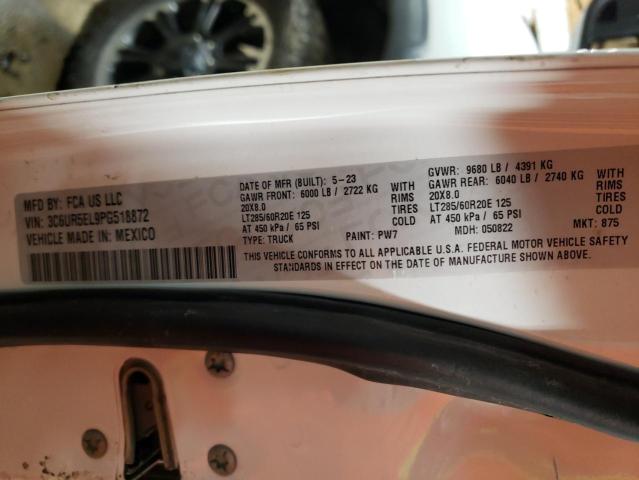 MFD BY: FCA US LLC
VIN: 3C6UR5EL9PG518872
VEHICLE MADE IN: MEXICO
DATE OF MFR (BUILT): 5-23
GAWR FRONT: 6000 LB / 2722 KG WITH
20X8.0 RIMS
LT285/60R20E 125 TIRES
AT 450 kPa / 65 PSI COLD
TYPE: TRUCK PAINT: PW7
GVWR: 9680 LB / 4391 KG
GAWR REAR: 6040 LB / 2740 KG WITH
20X8.0 RIMS
LT285/60R20E 125 TIRES
AT 450 kPa / 65 PSI COLD
MDH: 050822 MKT: 875
THIS VEHICLE CONFORMS TO ALL APPLICABLE U.S.A. FEDERAL MOTOR VEHICLE SAFETY
STANDARDS IN EFFECT ON THE DATE OF MANUFACTURE SHOWN ABOVE.